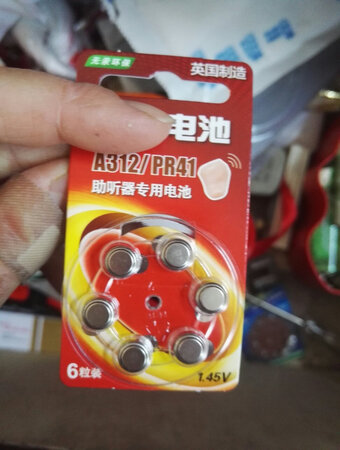 无汞环保
英国制造
电池
A312/PR41
助听器专用电池
6粒装
1.45V